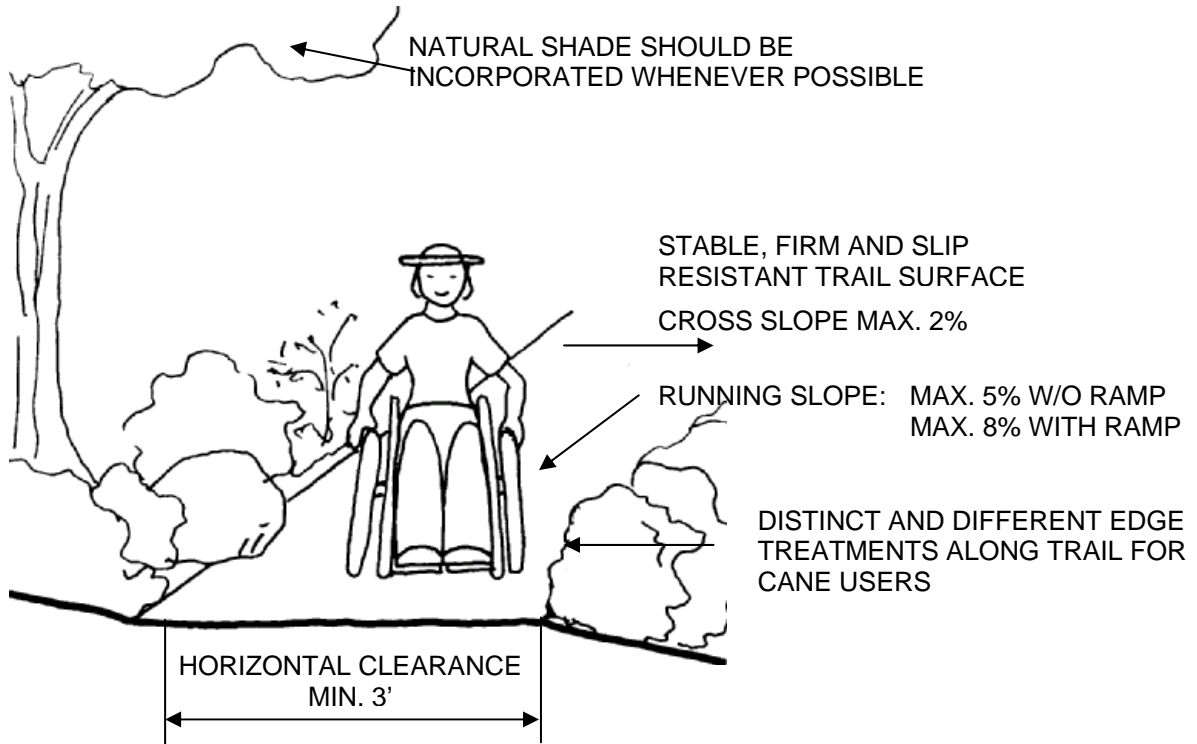 NATURAL SHADE SHOULD BE
INCORPORATED WHENEVER POSSIBLE
STABLE, FIRM AND SLIP
RESISTANT TRAIL SURFACE
CROSS SLOPE MAX. 2%
RUNNING SLOPE: MAX. 5% W/O RAMP
MAX. 8% WITH RAMP
DISTINCT AND DIFFERENT EDGE
TREATMENTS ALONG TRAIL FOR
CANE USERS
HORIZONTAL CLEARANCE
MIN. 3’